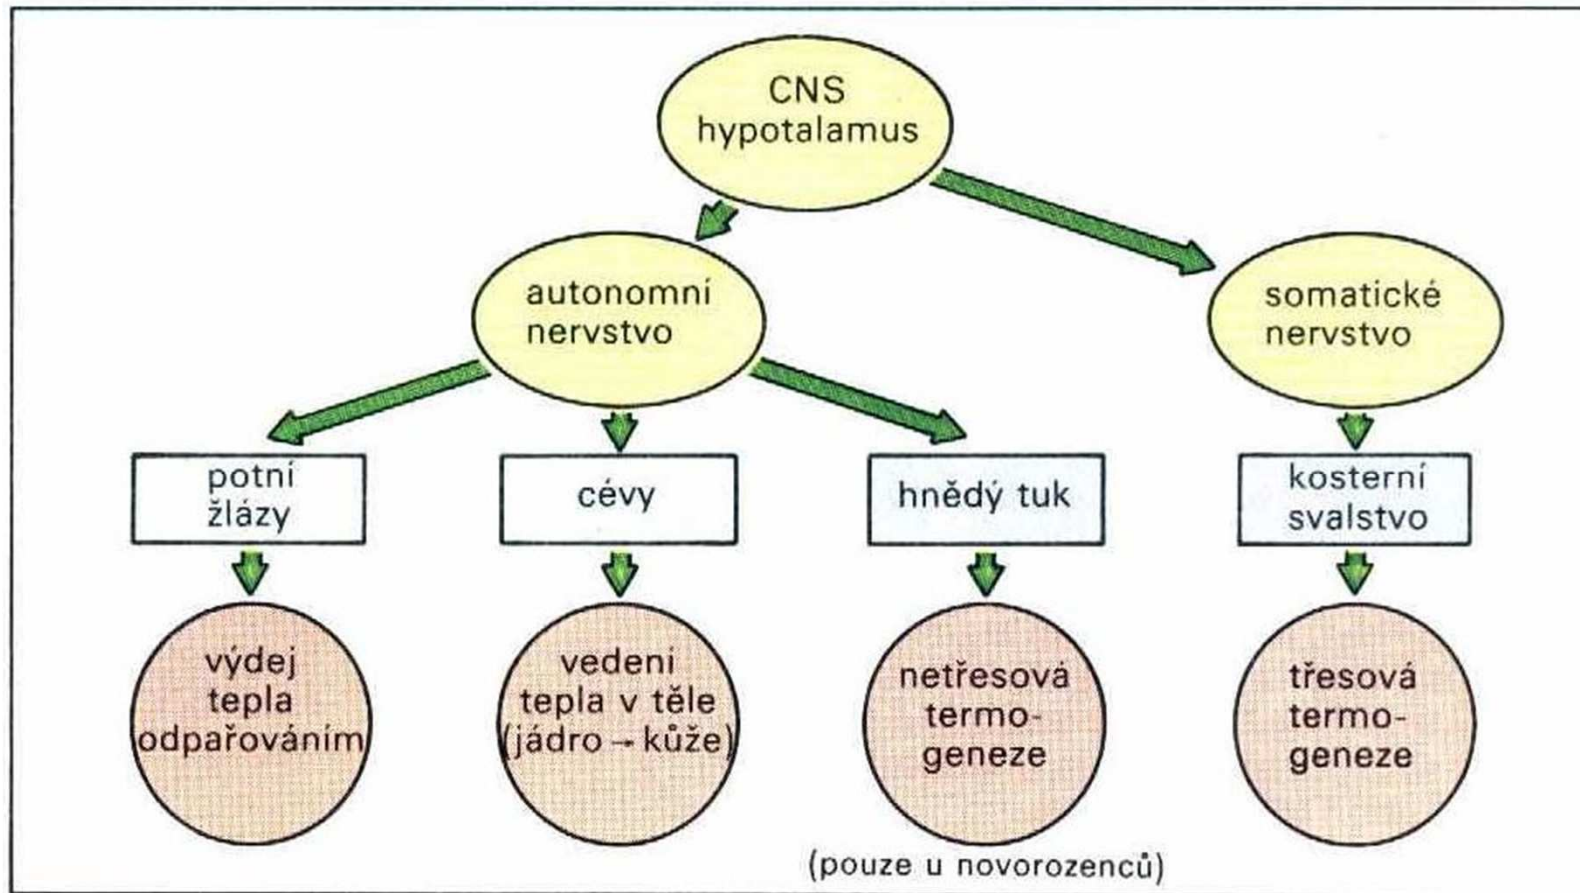 CNS
hypotalamus
autonomní
nervstvo
somatické
nervstvo
potní
žlázy
cévy
hnědý tuk
kosterní
svalstvo
výdej
tepla
odpařováním
vedení
tepla v těle
(jádro → kůže)
netřesová
termo-
geneze
třesová
termo-
geneze
(pouze u novorozenců)